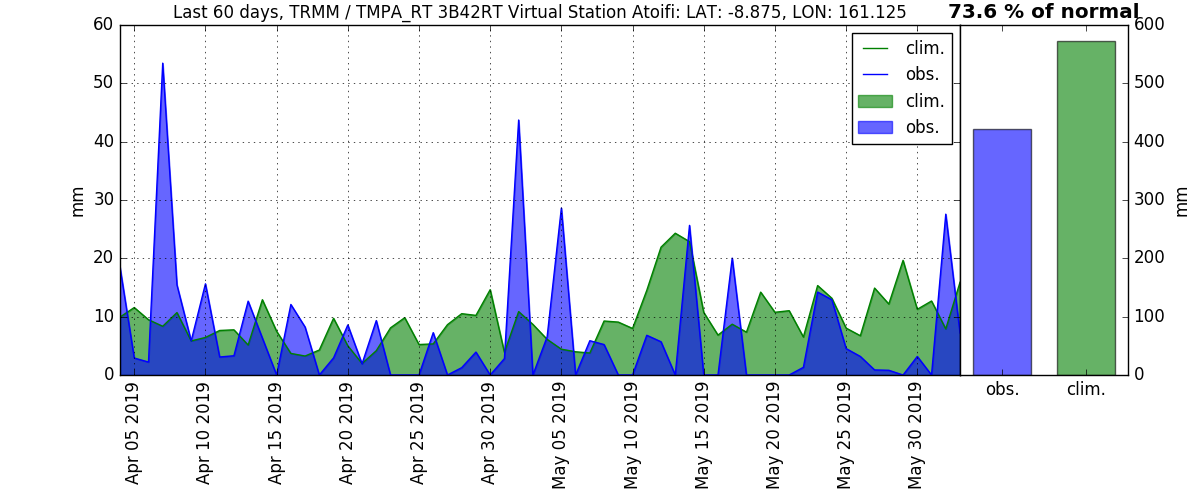 Last 60 days, TRMM / TMPA_RT 3B42RT Virtual Station Atoifi: LAT: -8.875, LON: 161.125
73.6 % of normal
60
50
40
30
20
10
0
mm
clim.
obs.
clim.
obs.
600
500
400
300
200
100
0
mm
Apr 05 2019
Apr 10 2019
Apr 15 2019
Apr 20 2019
Apr 25 2019
Apr 30 2019
May 05 2019
May 10 2019
May 15 2019
May 20 2019
May 25 2019
May 30 2019
obs.
clim.